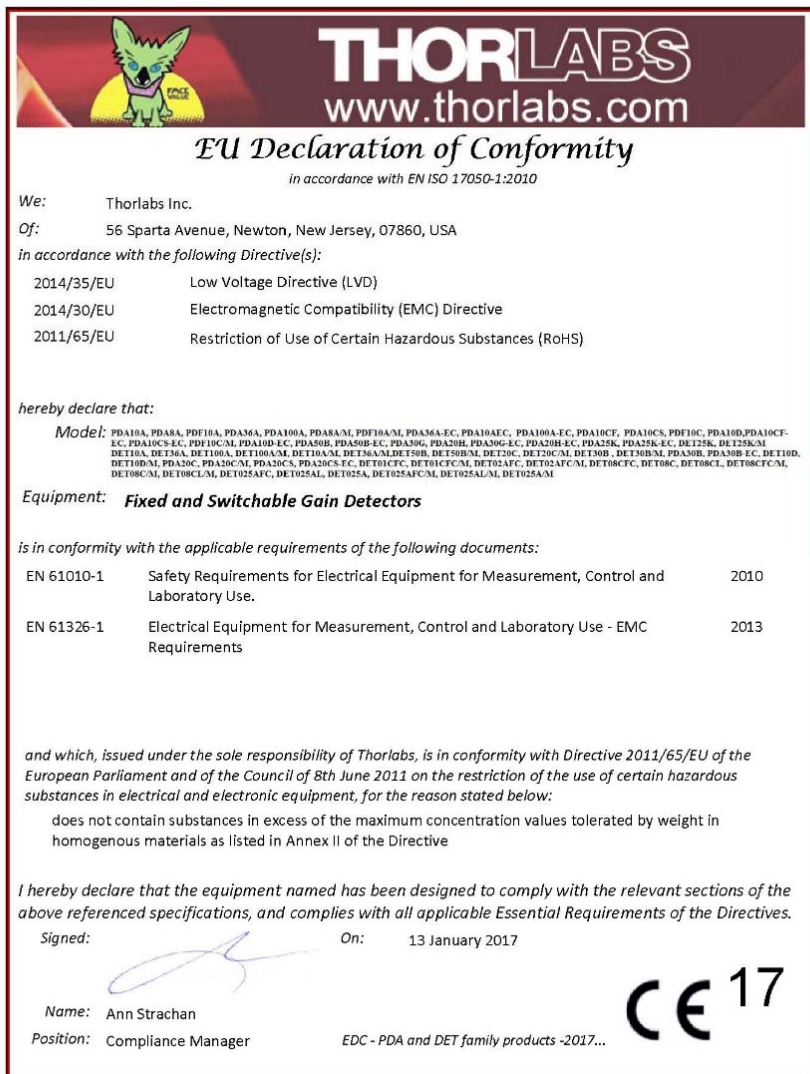 FACE
VALUE
THORLABS
www.thorlabs.com
EU Declaration of Conformity
in accordance with EN ISO 17050-1:2010
We: Thorlabs Inc.
Of: 56 Sparta Avenue, Newton, New Jersey, 07860, USA
in accordance with the following Directive(s):
2014/35/EU Low Voltage Directive (LVD)
2014/30/EU Electromagnetic Compatibility (EMC) Directive
2011/65/EU Restriction of Use of Certain Hazardous Substances (RoHS)
hereby declare that:
Model: PDA10A, PDA8A, PDF10A, PDA36A, PDA100A, PDA8A/M, PDF10A/M, PDA36A-EC, PDA10AEC, PDA100A-EC, PDA10CF, PDA10CS, PDF10C, PDA10D,PDA10CF-
EC, PDA10CS-EC, PDF10C/M, PDA10D-EC, PDA50B, PDA50B-EC, PDA30G, PDA20H, PDA30G-EC, PDA20H-EC, PDA25K, PDA25K-EC, DET25K, DET25K/M
DET10A, DET36A, DET100A, DET100A/M, DET10A/M, DET36A/M,DET50B, DET50B/M, DET20C, DET20C/M, DET30B , DET30B/M, PDA30B, PDA30B-EC, DET10D,
DET10D/M, PDA20C, PDA20C/M, PDA20CS, PDA20CS-EC, DET01CFC, DET01CFC/M, DET02AFC, DET02AFC/M, DET08CFC, DET08C, DET08CL, DET08CFC/M,
DET08C/M, DET08CL/M, DET025AFC, DET025AL, DET025A, DET025AFC/M, DET025AL/M, DET025A/M
Equipment: Fixed and Switchable Gain Detectors
is in conformity with the applicable requirements of the following documents:
EN 61010-1 Safety Requirements for Electrical Equipment for Measurement, Control and 2010
Laboratory Use.
EN 61326-1 Electrical Equipment for Measurement, Control and Laboratory Use - EMC 2013
Requirements
and which, issued under the sole responsibility of Thorlabs, is in conformity with Directive 2011/65/EU of the
European Parliament and of the Council of 8th June 2011 on the restriction of the use of certain hazardous
substances in electrical and electronic equipment, for the reason stated below:
does not contain substances in excess of the maximum concentration values tolerated by weight in
homogenous materials as listed in Annex II of the Directive
I hereby declare that the equipment named has been designed to comply with the relevant sections of the
above referenced specifications, and complies with all applicable Essential Requirements of the Directives.
Signed: On: 13 January 2017
Name: Ann Strachan
Position: Compliance Manager EDC - PDA and DET family products -2017...
CE 17